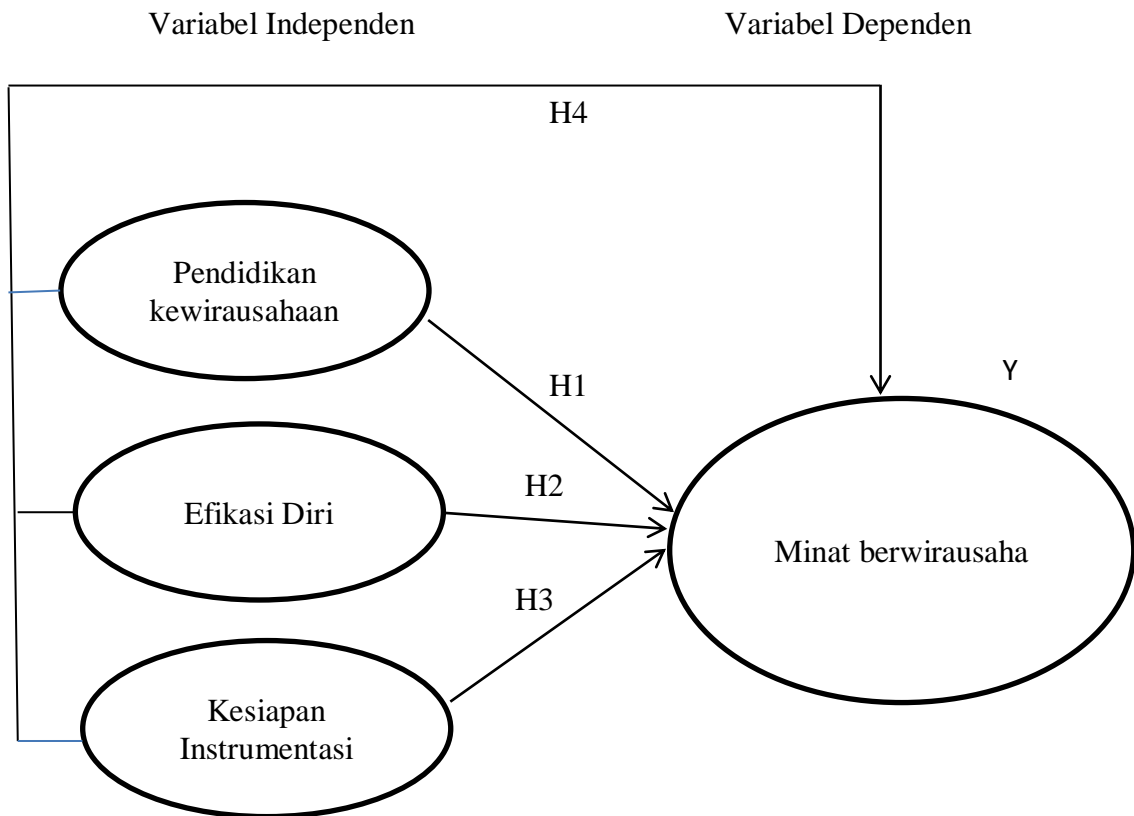 Variabel Independen
Variabel Dependen
H4
Pendidikan
kewirausahaan
H1
Y
H2
Efikasi Diri
Minat berwirausaha
H3
Kesiapan
Instrumentasi